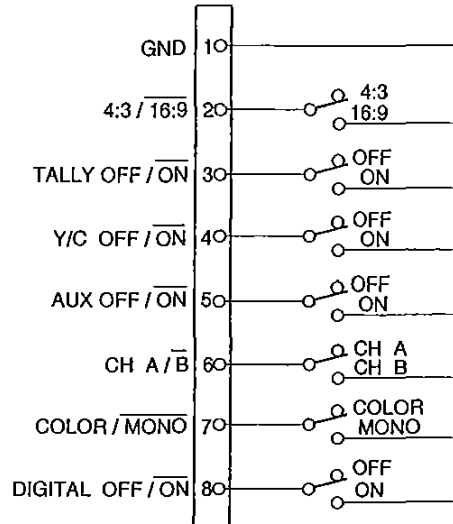 GND 1
4:3 / 16:9 2 4:3
16:9
TALLY OFF / ON 3 OFF
ON
Y/C OFF / ON 4 OFF
ON
AUX OFF / ON 5 OFF
ON
CH A / B 6 CH A
CH B
COLOR / MONO 7 COLOR
MONO
DIGITAL OFF / ON 8 OFF
ON